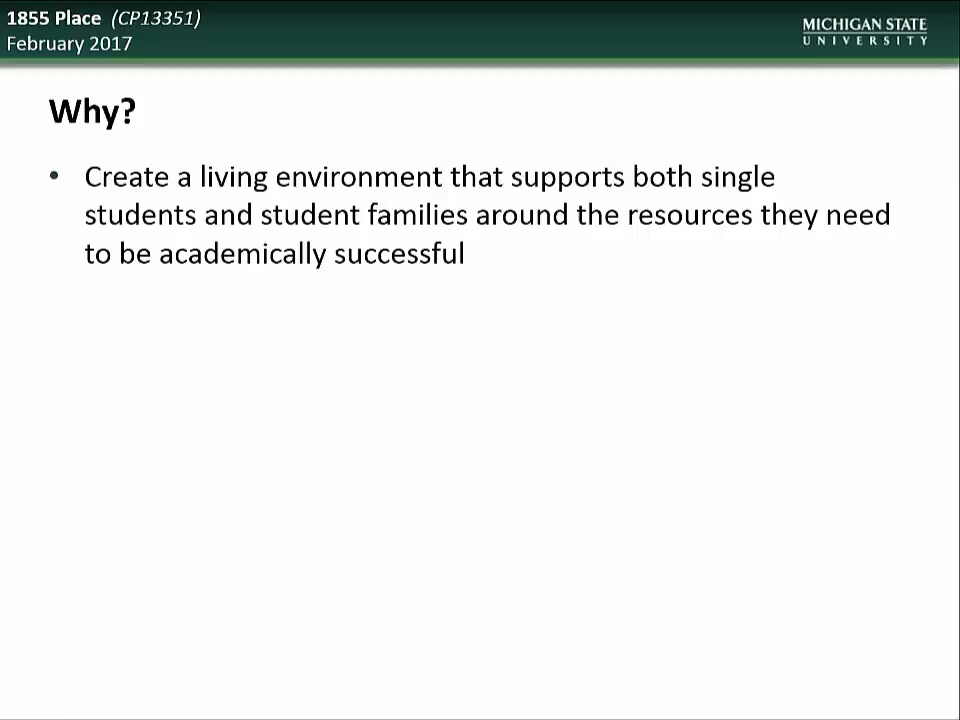 1855 Place (CP13351)
February 2017
MICHIGAN STATE
UNIVERSITY
Why?
• Create a living environment that supports both single
students and student families around the resources they need
to be academically successful